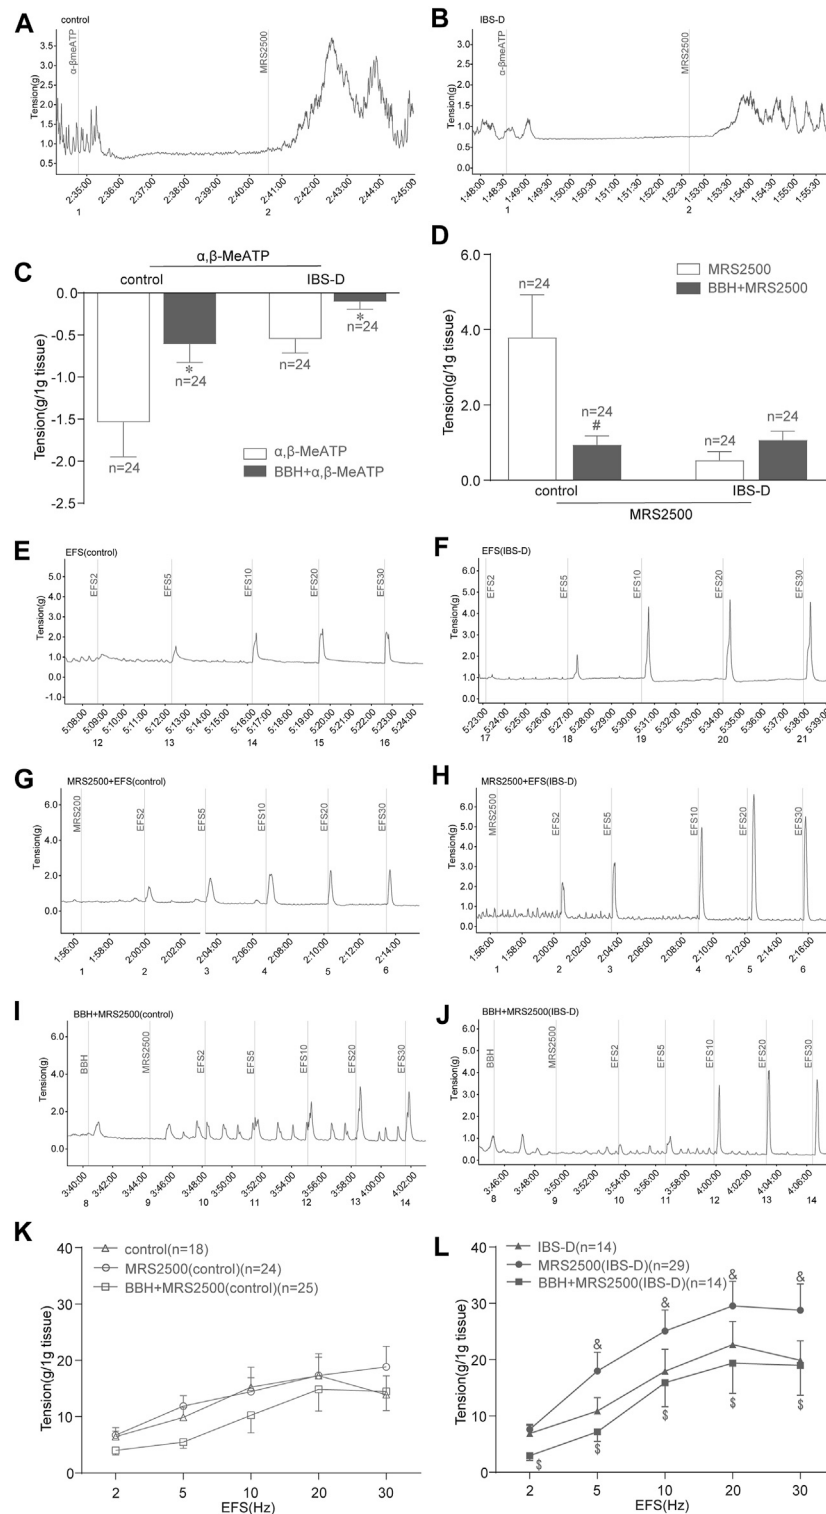 A
control
Tension(g)
3.5
3.0
2.5
2.0
1.5
1.0
0.5
α-βmeATP
MRS2500
2:35:00
2:36:00
2:37:00
2:38:00
2:39:00
2:40:00
2:41:00
2:42:00
2:43:00
2:44:00
2:45:00
1
2
B
IBS-D
Tension(g)
3.0
2.5
2.0
1.5
1.0
0.5
0.0
α-βmeATP
MRS2500
1:48:00
1:48:30
1:49:00
1:49:30
1:50:00
1:50:30
1:51:00
1:51:30
1:52:00
1:52:30
1:53:00
1:53:30
1:54:00
1:54:30
1:55:00
1:55:30
1
2
C
α,β-MeATP
control
IBS-D
Tension(g/1g tissue)
0.0
-0.5
-1.0
-1.5
-2.0
-2.5
n=24
*
n=24
n=24
*
n=24
α,β-MeATP
BBH+α,β-MeATP
D
Tension(g/1g tissue)
6.0
4.0
2.0
0.0
MRS2500
BBH+MRS2500
n=24
n=24
#
n=24
n=24
control
IBS-D
MRS2500
E
EFS(control)
Tension(g)
5.0
4.0
3.0
2.0
1.0
0.0
-1.0
EFS2
EFS5
EFS10
EFS20
EFS30
5:08:00
5:09:00
5:10:00
5:12:00
5:13:00
5:14:00
5:15:00
5:16:00
5:17:00
5:18:00
5:20:00
5:21:00
5:22:00
5:23:00
5:24:00
12
13
14
15
16
F
EFS(IBS-D)
Tension(g)
6.0
5.0
4.0
3.0
2.0
1.0
0.0
EFS2
EFS5
EFS10
EFS20
EFS30
5:23:00
5:24:00
5:25:00
5:26:00
5:27:00
5:28:00
5:29:00
5:30:00
5:31:00
5:32:00
5:34:00
5:35:00
5:36:00
5:37:00
5:38:00
5:39:00
17
18
19
20
21
G
MRS2500+EFS(control)
Tension(g)
6.0
4.0
2.0
0.0
MRS200
EFS2
EFS5
EFS10
EFS20
EFS30
1:56:00
1:58:00
2:00:00
2:02:00
2:04:00
2:06:00
2:08:00
2:10:00
2:12:00
2:14:00
1
2
3
4
5
6
H
MRS2500+EFS(IBS-D)
Tension(g)
6.0
5.0
4.0
3.0
2.0
1.0
0.0
MRS2500
EFS2
EFS5
EFS10
EFS20
EFS30
1:56:00
1:58:00
2:00:00
2:02:00
2:04:00
2:06:00
2:08:00
2:10:00
2:12:00
2:14:00
2:16:00
1
2
3
4
5
6
I
BBH+MRS2500(control)
Tension(g)
6.0
4.0
2.0
0.0
BBH
MRS2500
EFS2
EFS5
EFS10
EFS20
EFS30
3:40:00
3:42:00
3:44:00
3:46:00
3:48:00
3:50:00
3:52:00
3:54:00
3:56:00
3:58:00
4:00:00
4:02:00
8
9
10
11
12
13
14
J
BBH+MRS2500(IBS-D)
Tension(g)
5.0
4.0
3.0
2.0
1.0
0.0
BBH
MRS2500
EFS2
EFS5
EFS10
EFS20
EFS30
3:46:00
3:48:00
3:50:00
3:52:00
3:54:00
3:56:00
3:58:00
4:00:00
4:02:00
4:04:00
4:06:00
8
9
10
11
12
13
14
K
Tension(g/1g tissue)
40
30
20
10
0
control(n=18)
MRS2500(control)(n=24)
BBH+MRS2500(control)(n=25)
2
5
10
20
30
EFS(Hz)
L
Tension(g/1g tissue)
40
30
20
10
0
IBS-D(n=14)
MRS2500(IBS-D)(n=29)
BBH+MRS2500(IBS-D)(n=14)
&
&
&
&
$
$
$
$
$
2
5
10
20
30
EFS(Hz)